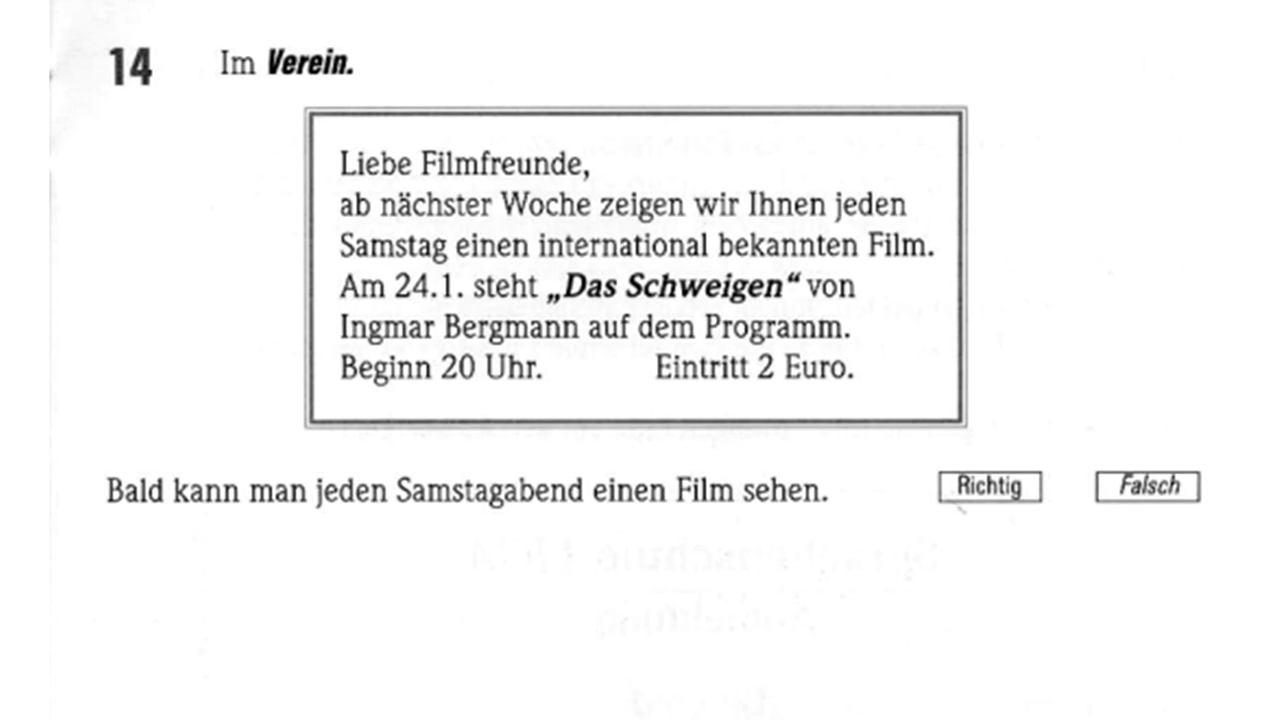 14 Im Verein.
Liebe Filmfreunde,
ab nächster Woche zeigen wir Ihnen jeden
Samstag einen international bekannten Film.
Am 24.1. steht „Das Schweigen“ von
Ingmar Bergmann auf dem Programm.
Beginn 20 Uhr. Eintritt 2 Euro.
Bald kann man jeden Samstagabend einen Film sehen. Richtig Falsch